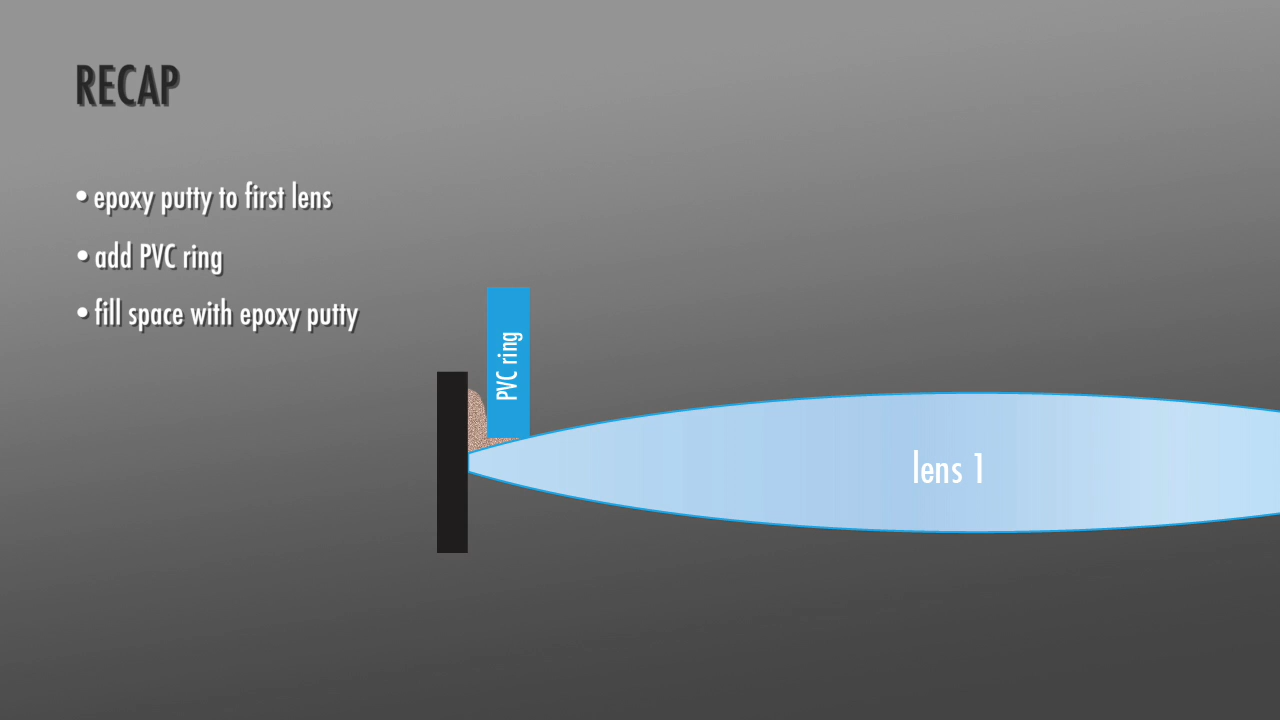 RECAP
• epoxy putty to first lens
• add PVC ring
• fill space with epoxy putty
PVC ring
lens 1